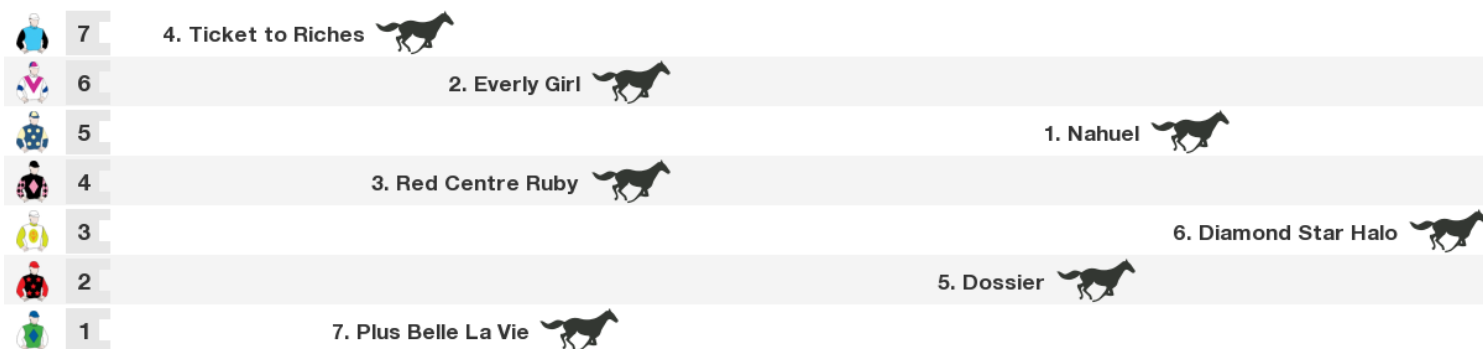 7 4. Ticket to Riches
6 2. Everly Girl
5 1. Nahuel
4 3. Red Centre Ruby
3 6. Diamond Star Halo
2 5. Dossier
1 7. Plus Belle La Vie